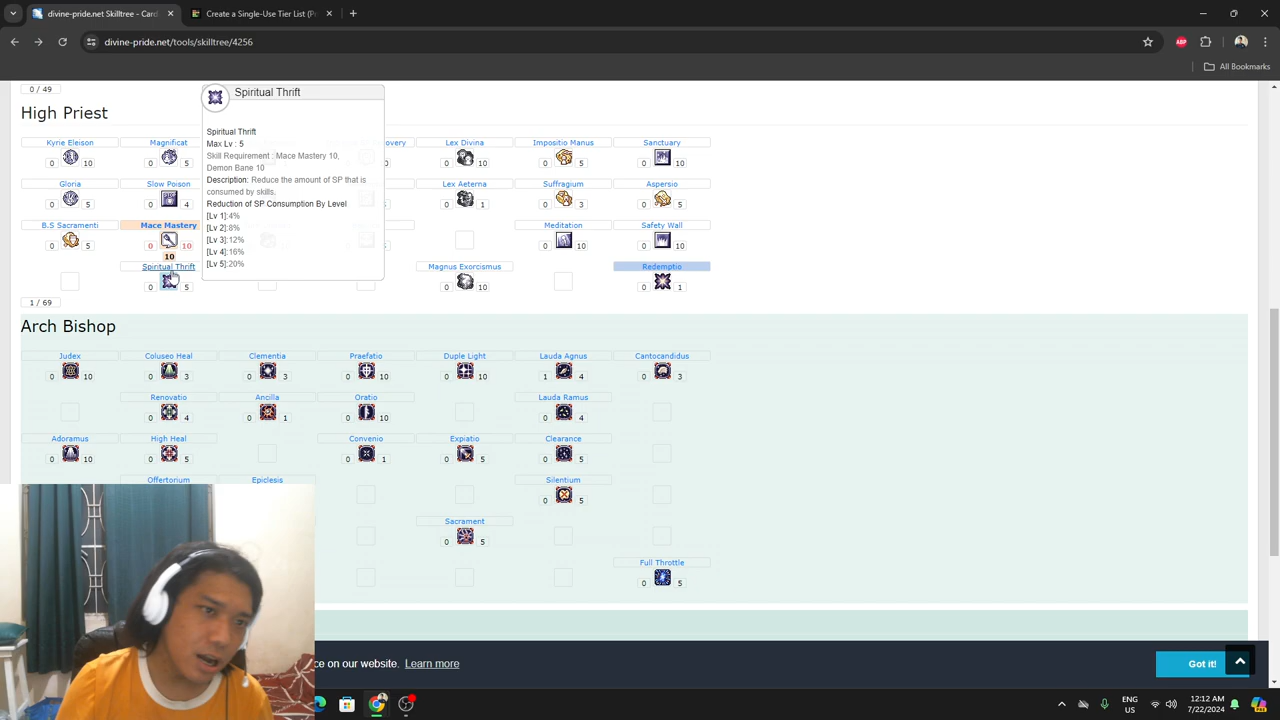 divine-pride.net Skilltree - Card
Create a Single-Use Tier List (Po
divine-pride.net/tools/skilltree/4256
All Bookmarks
0 / 49
High Priest
Kyrie Eleison
Magnificat
Lex Divina
Impositio Manus
Sanctuary
0 10
0 5
0 10
0 5
0 10
Gloria
Slow Poison
Lex Aeterna
Suffragium
Aspersio
0 5
0 4
0 1
0 3
0 5
B.S Sacramenti
Mace Mastery
Meditation
Safety Wall
0 5
0 10
0 10
0 10
10
Spiritual Thrift
Magnus Exorcismus
Redemptio
0 5
0 10
0 1
Spiritual Thrift
Spiritual Thrift
Max Lv : 5
Skill Requirement : Mace Mastery 10,
Demon Bane 10
Description: Reduce the amount of SP that is
consumed by skills.
Reduction of SP Consumption By Level
[Lv 1]:4%
[Lv 2]:8%
[Lv 3]:12%
[Lv 4]:16%
[Lv 5]:20%
1 / 69
Arch Bishop
Judex
Coluseo Heal
Clementia
Praefatio
Duple Light
Lauda Agnus
Cantocandidus
0 10
0 3
0 3
0 10
0 10
1 4
0 3
Renovatio
Ancilla
Oratio
Lauda Ramus
0 4
0 1
0 10
0 4
Adoramus
High Heal
Convenio
Expiatio
Clearance
0 10
0 5
0 1
0 5
0 5
Offertorium
Epiclesis
Silentium
0 5
Sacrament
0 5
Full Throttle
0 5
ce on our website. Learn more
Got it!
ENG
US
12:12 AM
7/22/2024